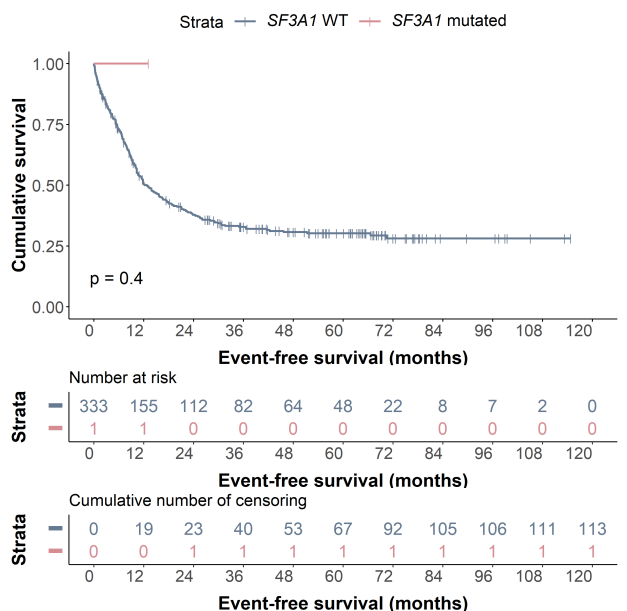 Strata SF3A1 WT SF3A1 mutated
Cumulative survival
1.00
0.75
0.50
0.25
0.00
p = 0.4
0 12 24 36 48 60 72 84 96 108 120
Event-free survival (months)
Number at risk
Strata
333 155 112 82 64 48 22 8 7 2 0
1 1 0 0 0 0 0 0 0 0 0
0 12 24 36 48 60 72 84 96 108 120
Event-free survival (months)
Cumulative number of censoring
Strata
0 19 23 40 53 67 92 105 106 111 113
0 0 1 1 1 1 1 1 1 1 1
0 12 24 36 48 60 72 84 96 108 120
Event-free survival (months)